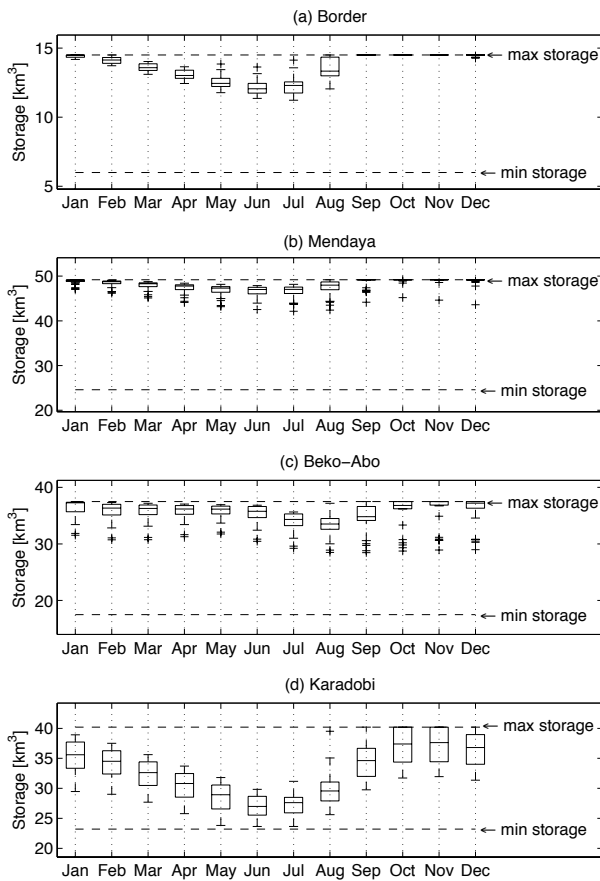 (a) Border
Storage [km³]
15
10
5
max storage
min storage
Jan Feb Mar Apr May Jun Jul Aug Sep Oct Nov Dec
(b) Mendaya
Storage [km³]
50
40
30
20
max storage
min storage
Jan Feb Mar Apr May Jun Jul Aug Sep Oct Nov Dec
(c) Beko–Abo
Storage [km³]
40
30
20
max storage
min storage
Jan Feb Mar Apr May Jun Jul Aug Sep Oct Nov Dec
(d) Karadobi
Storage [km³]
40
35
30
25
20
max storage
min storage
Jan Feb Mar Apr May Jun Jul Aug Sep Oct Nov Dec